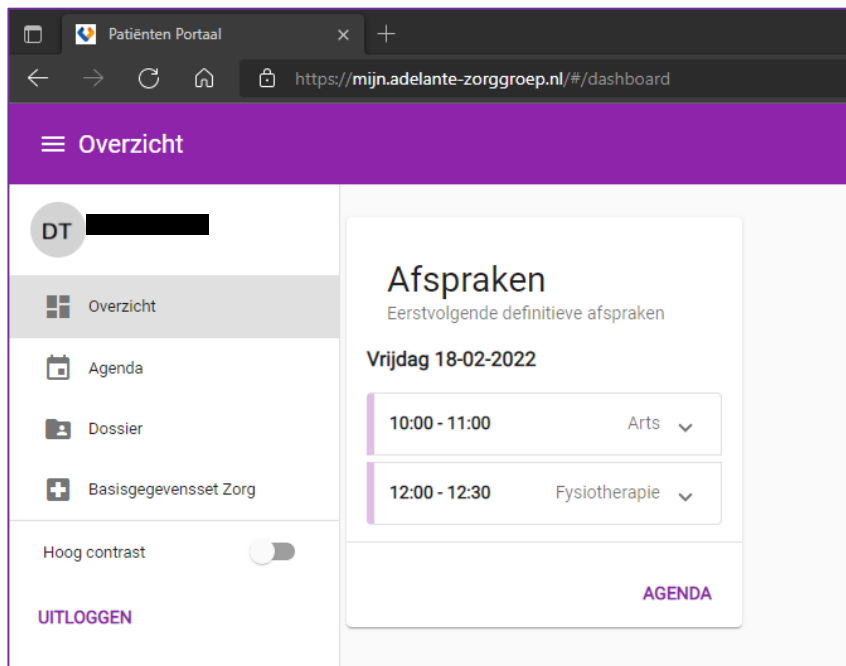 Patiënten Portaal
https://mijn.adelante-zorggroep.nl/#/dashboard
Overzicht
DT
Overzicht
Agenda
Dossier
Basisgegevensset Zorg
Hoog contrast
UITLOGGEN
Afspraken
Eerstvolgende definitieve afspraken
Vrijdag 18-02-2022
10:00 - 11:00 Arts
12:00 - 12:30 Fysiotherapie
AGENDA